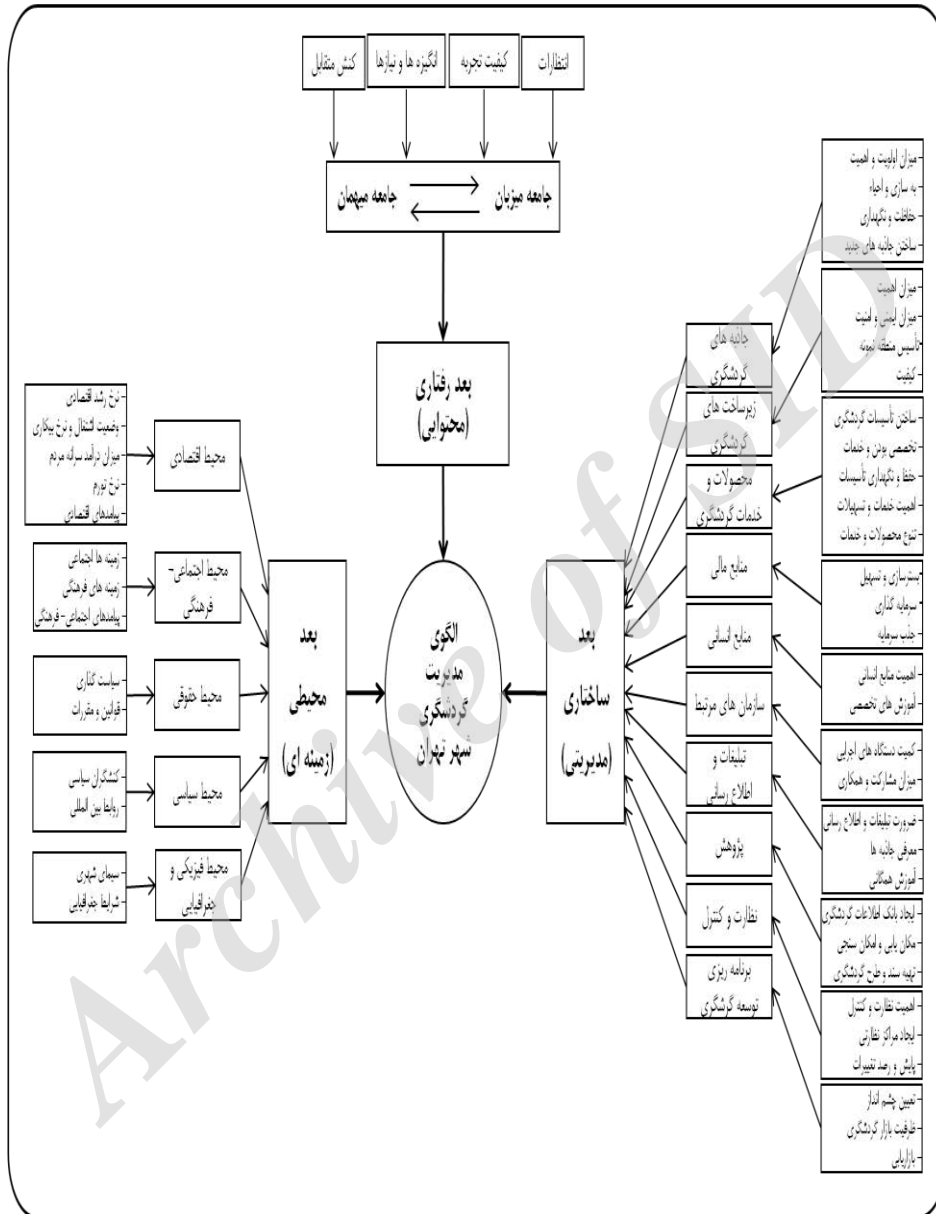 انتظارات
کیفیت تجربه
انگیزه ها و نیازها
کنش متقابل
جامعه میزبان
جامعه میهمان
بعد رفتاری
(محتوایی)
الگوی
مدیریت
گردشگری
شهر تهران
بعد
ساختاری
(مدیریتی)
جاذبه های
گردشگری
زیرساخت های
گردشگری
محصولات و
خدمات گردشگری
منابع مالی
منابع انسانی
سازمان های مرتبط
تبلیغات و
اطلاع رسانی
پژوهش
نظارت و کنترل
برنامه ریزی
توسعه گرشگری
-میزان اولویت و اهمیت
-به سازی و احیاء
-حفاظت و نگهداری
-ساختن جاذبه های جدید
-میزان اهمیت
-میزان ایمنی و امنیت
-تأسیس منطقه نمونه
-کیفیت
-ساختن تأسیسات گردشگری
-تخصصی بودن و خدمات
-حفظ و نگهداری تأسیسات
-اهمیت خدمات و تسهیلات
-تنوع محصولات و خدمات
-بسترسازی و تسهیل
-سرمایه گذاری
-جذب سرمایه
-اهمیت منابع انسانی
-آموزش های تخصصی
-کمیت دستگاه های اجرایی
-میزان مشارکت و همکاری
-ضرورت تبلیغات و اطلاع رسانی
-معرفی جاذبه ها
-آموزش همگانی
-ایجاد بانک اطلاعات گردشگری
-مکان یابی و امکان سنجی
-تهیه سند و طرح گردشگری
-اهمیت نظارت و کنترل
-ایجاد مراکز نظارتی
-پایش و رصد تغییرات
-تعیین چشم انداز
-ظرفیت بازار گردشگری
-بازاریابی
بعد
محیطی
(زمینه ای)
محیط اقتصادی
محیط اجتماعی-
فرهنگی
محیط حقوقی
محیط سیاسی
محیط فیزیکی و
جغرافیایی
-نرخ رشد اقتصادی
-وضعیت اشتغال و نرخ بیکاری
-میزان درآمد سرانه مردم
-نرخ تورم
-پیامدهای اقتصادی
-زمینه ها اجتماعی
-زمینه های فرهنگی
-پیامدهای اجتماعی- فرهنگی
-سیاست گذاری
-قوانین و مقررات
-کنشگران سیاسی
-روابط بین المللی
-سیمای شهری
-شرایط جغرافیایی
Archive of SID